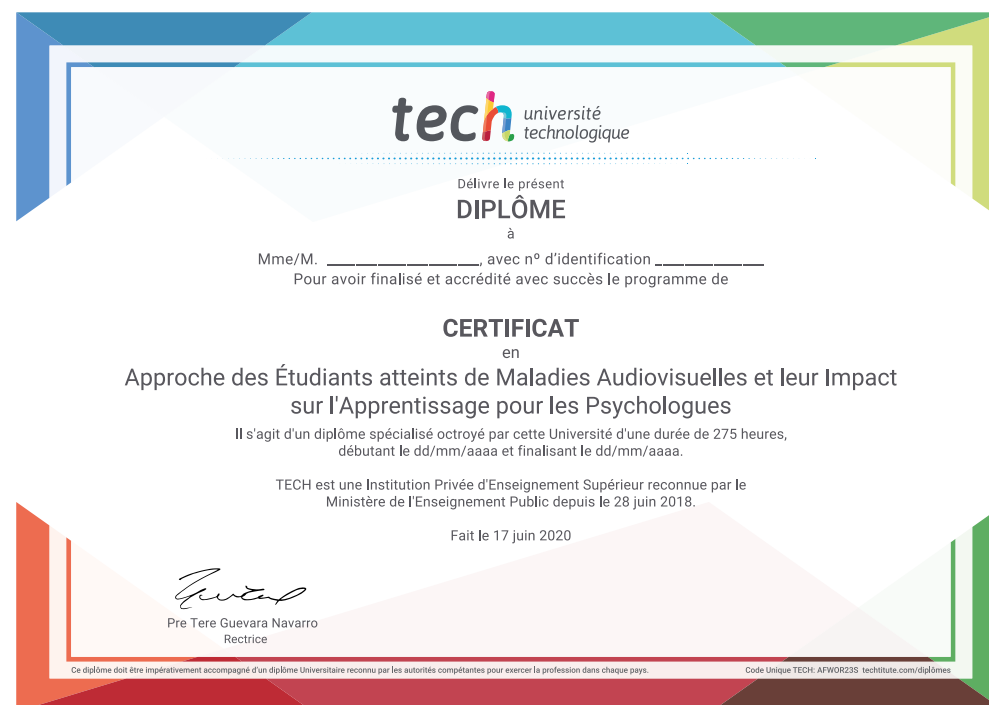 tech université
technologique
Délivre le présent
DIPLÔME
à
Mme/M. ____________________, avec nº d'identification ______________
Pour avoir finalisé et accrédité avec succès le programme de
CERTIFICAT
en
Approche des Étudiants atteints de Maladies Audiovisuelles et leur Impact
sur l'Apprentissage pour les Psychologues
Il s'agit d'un diplôme spécialisé octroyé par cette Université d'une durée de 275 heures,
débutant le dd/mm/aaaa et finalisant le dd/mm/aaaa.
TECH est une Institution Privée d'Enseignement Supérieur reconnue par le
Ministère de l'Enseignement Public depuis le 28 juin 2018.
Fait le 17 juin 2020
Pre Tere Guevara Navarro
Rectrice
Ce diplôme doit être impérativement accompagné d'un diplôme Universitaire reconnu par les autorités compétentes pour exercer la profession dans chaque pays.
Code Unique TECH: AFWOR23S techtitute.com/diplômes